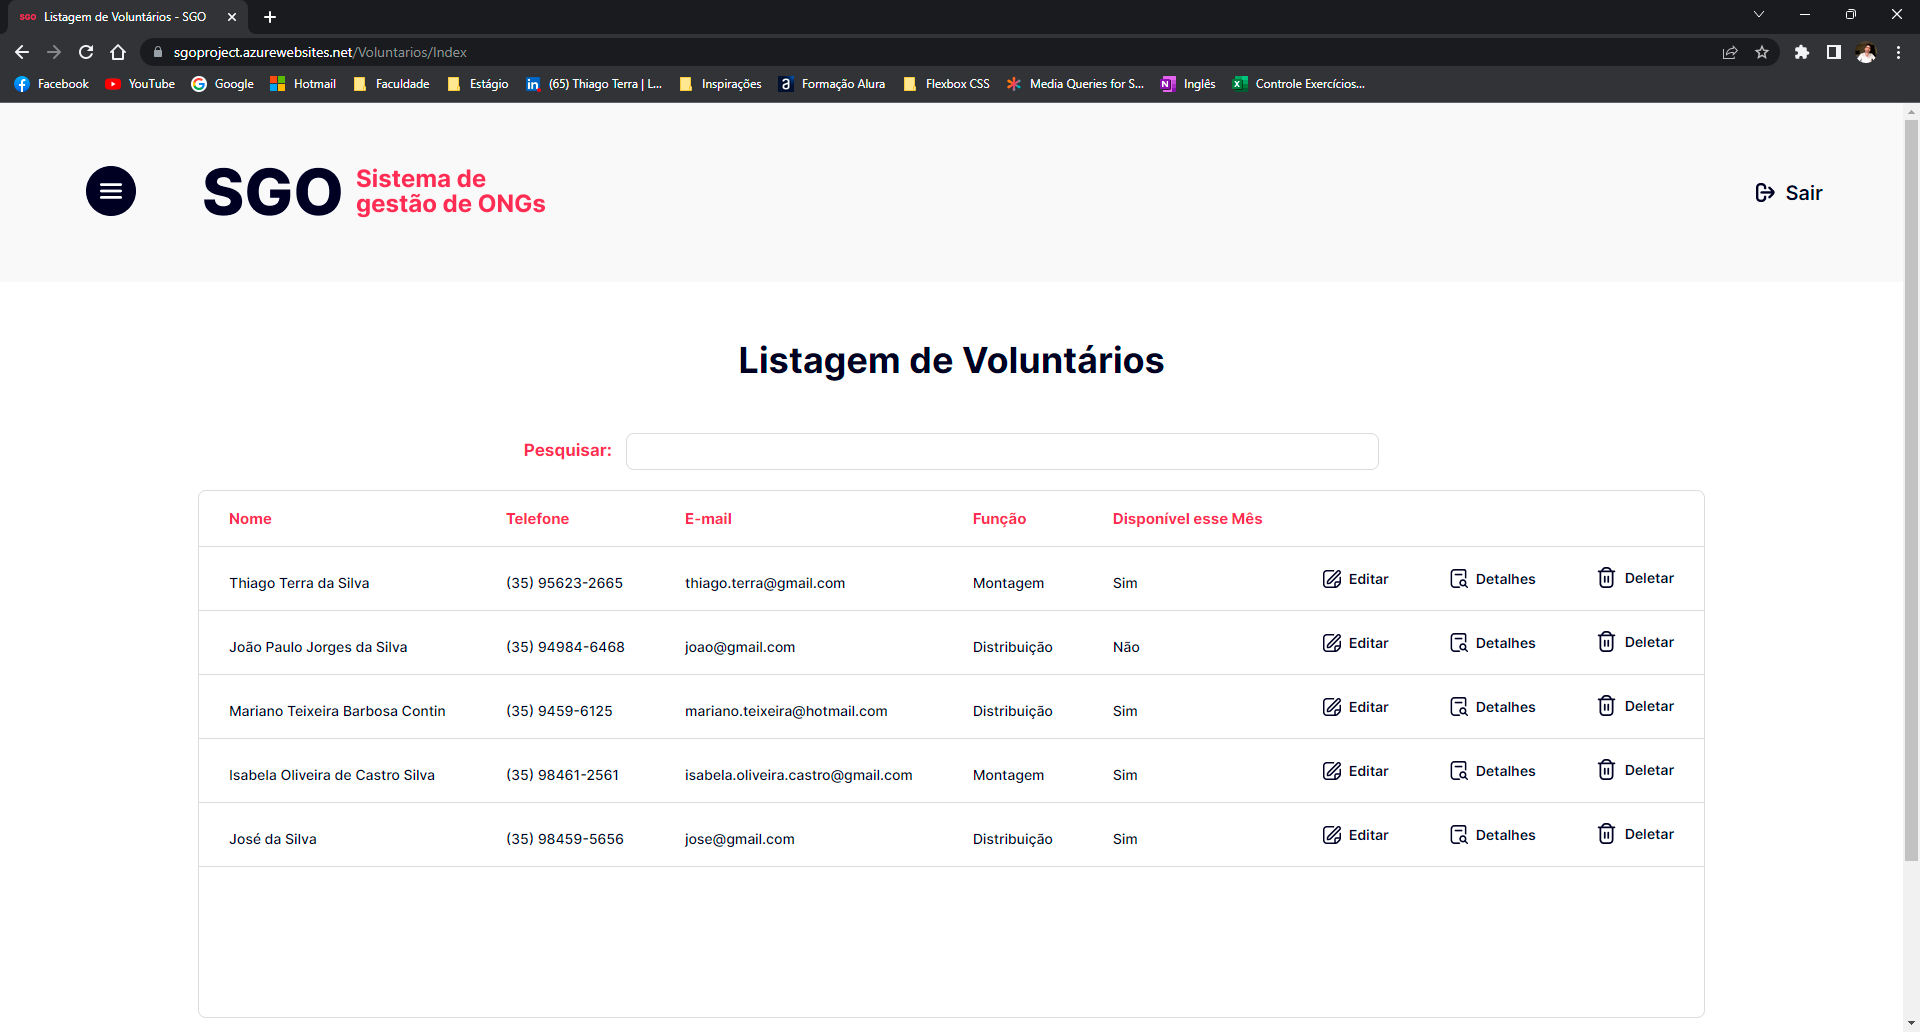 SGO Listagem de Voluntários - SGO
sgoproject.azurewebsites.net/Voluntarios/Index
Facebook YouTube Google Hotmail Faculdade Estágio (65) Thiago Terra | L... Inspirações Formação Alura Flexbox CSS Media Queries for S... Inglês Controle Exercícios...
SGO Sistema de
gestão de ONGs
Sair
Listagem de Voluntários
Pesquisar:
Nome Telefone E-mail Função Disponível esse Mês
Thiago Terra da Silva (35) 95623-2665 thiago.terra@gmail.com Montagem Sim Editar Detalhes Deletar
João Paulo Jorges da Silva (35) 94984-6468 joao@gmail.com Distribuição Não Editar Detalhes Deletar
Mariano Teixeira Barbosa Contin (35) 9459-6125 mariano.teixeira@hotmail.com Distribuição Sim Editar Detalhes Deletar
Isabela Oliveira de Castro Silva (35) 98461-2561 isabela.oliveira.castro@gmail.com Montagem Sim Editar Detalhes Deletar
José da Silva (35) 98459-5656 jose@gmail.com Distribuição Sim Editar Detalhes Deletar